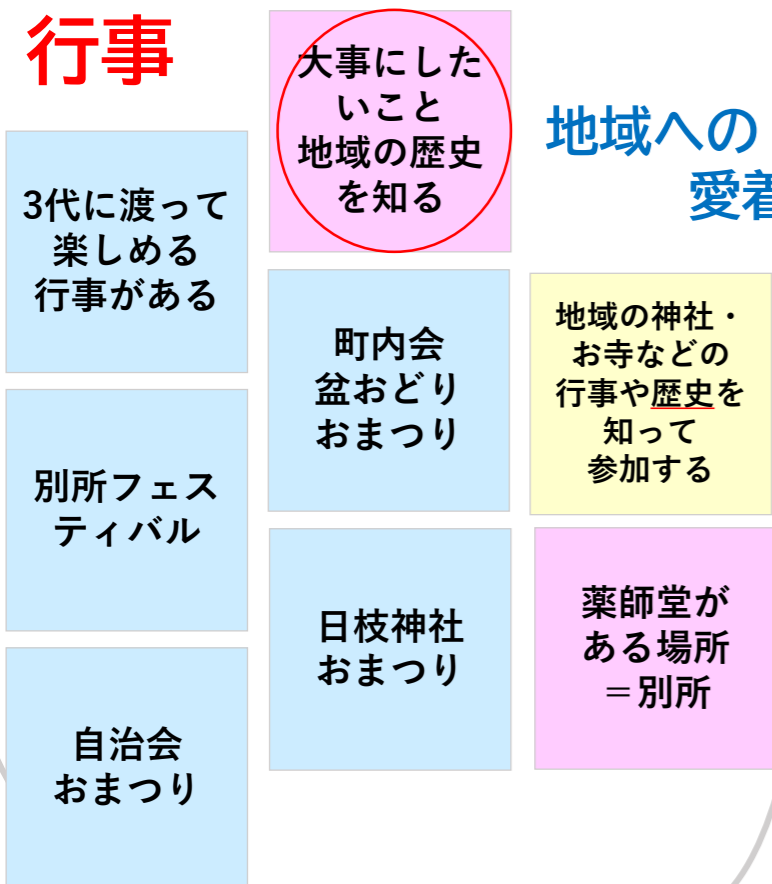 行事
大事にした
いこと
地域の歴史
を知る
地域への
愛着
3代に渡って
楽しめる
行事がある
町内会
盆おどり
おまつり
地域の神社・
お寺などの
行事や歴史を
知って
参加する
別所フェス
ティバル
日枝神社
おまつり
薬師堂が
ある場所
＝別所
自治会
おまつり